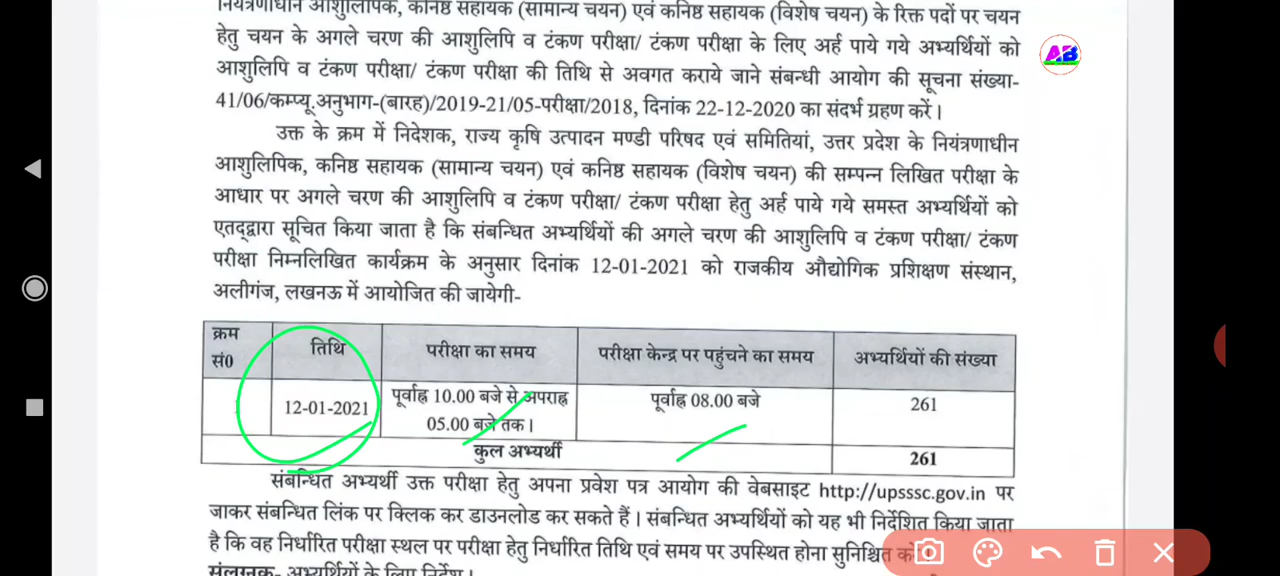 नियंत्रणाधीन आशुलिपिक, कनिष्ठ सहायक (सामान्य चयन) एवं कनिष्ठ सहायक (विशेष चयन) के रिक्त पदों पर चयन
हेतु चयन के अगले चरण की आशुलिपि व टंकण परीक्षा/ टंकण परीक्षा के लिए अर्ह पाये गये अभ्यर्थियों को
AB
आशुलिपि व टंकण परीक्षा/ टंकण परीक्षा की तिथि से अवगत कराये जाने संबन्धी आयोग की सूचना संख्या-
41/06/कम्प्यू.अनुभाग-(बारह)/2019-21/05-परीक्षा/2018, दिनांक 22-12-2020 का संदर्भ ग्रहण करें।
उक्त के क्रम में निदेशक, राज्य कृषि उत्पादन मण्डी परिषद एवं समितियां, उत्तर प्रदेश के नियंत्रणाधीन
आशुलिपिक, कनिष्ठ सहायक (सामान्य चयन) एवं कनिष्ठ सहायक (विशेष चयन) की सम्पन्न लिखित परीक्षा के
आधार पर अगले चरण की आशुलिपि व टंकण परीक्षा/ टंकण परीक्षा हेतु अर्ह पाये गये समस्त अभ्यर्थियों को
एतद्द्वारा सूचित किया जाता है कि संबन्धित अभ्यर्थियों की अगले चरण की आशुलिपि व टंकण परीक्षा/ टंकण
परीक्षा निम्नलिखित कार्यक्रम के अनुसार दिनांक 12-01-2021 को राजकीय औद्योगिक प्रशिक्षण संस्थान,
अलीगंज, लखनऊ में आयोजित की जायेगी-
क्रम सं0 तिथि परीक्षा का समय परीक्षा केन्द्र पर पहुंचने का समय अभ्यर्थियों की संख्या
12-01-2021 पूर्वाह्न 10.00 बजे से अपराह्न पूर्वाह्न 08.00 बजे 261
05.00 बजे तक।
कुल अभ्यर्थी 261
संबन्धित अभ्यर्थी उक्त परीक्षा हेतु अपना प्रवेश पत्र आयोग की वेबसाइट http://upsssc.gov.in पर
जाकर संबन्धित लिंक पर क्लिक कर डाउनलोड कर सकते हैं। संबन्धित अभ्यर्थियों को यह भी निर्देशित किया जाता
है कि वह निर्धारित परीक्षा स्थल पर परीक्षा हेतु निर्धारित तिथि एवं समय पर उपस्थित होना सुनिश्चित
संलग्नक- अभ्यर्थियों के लिए निर्देश।